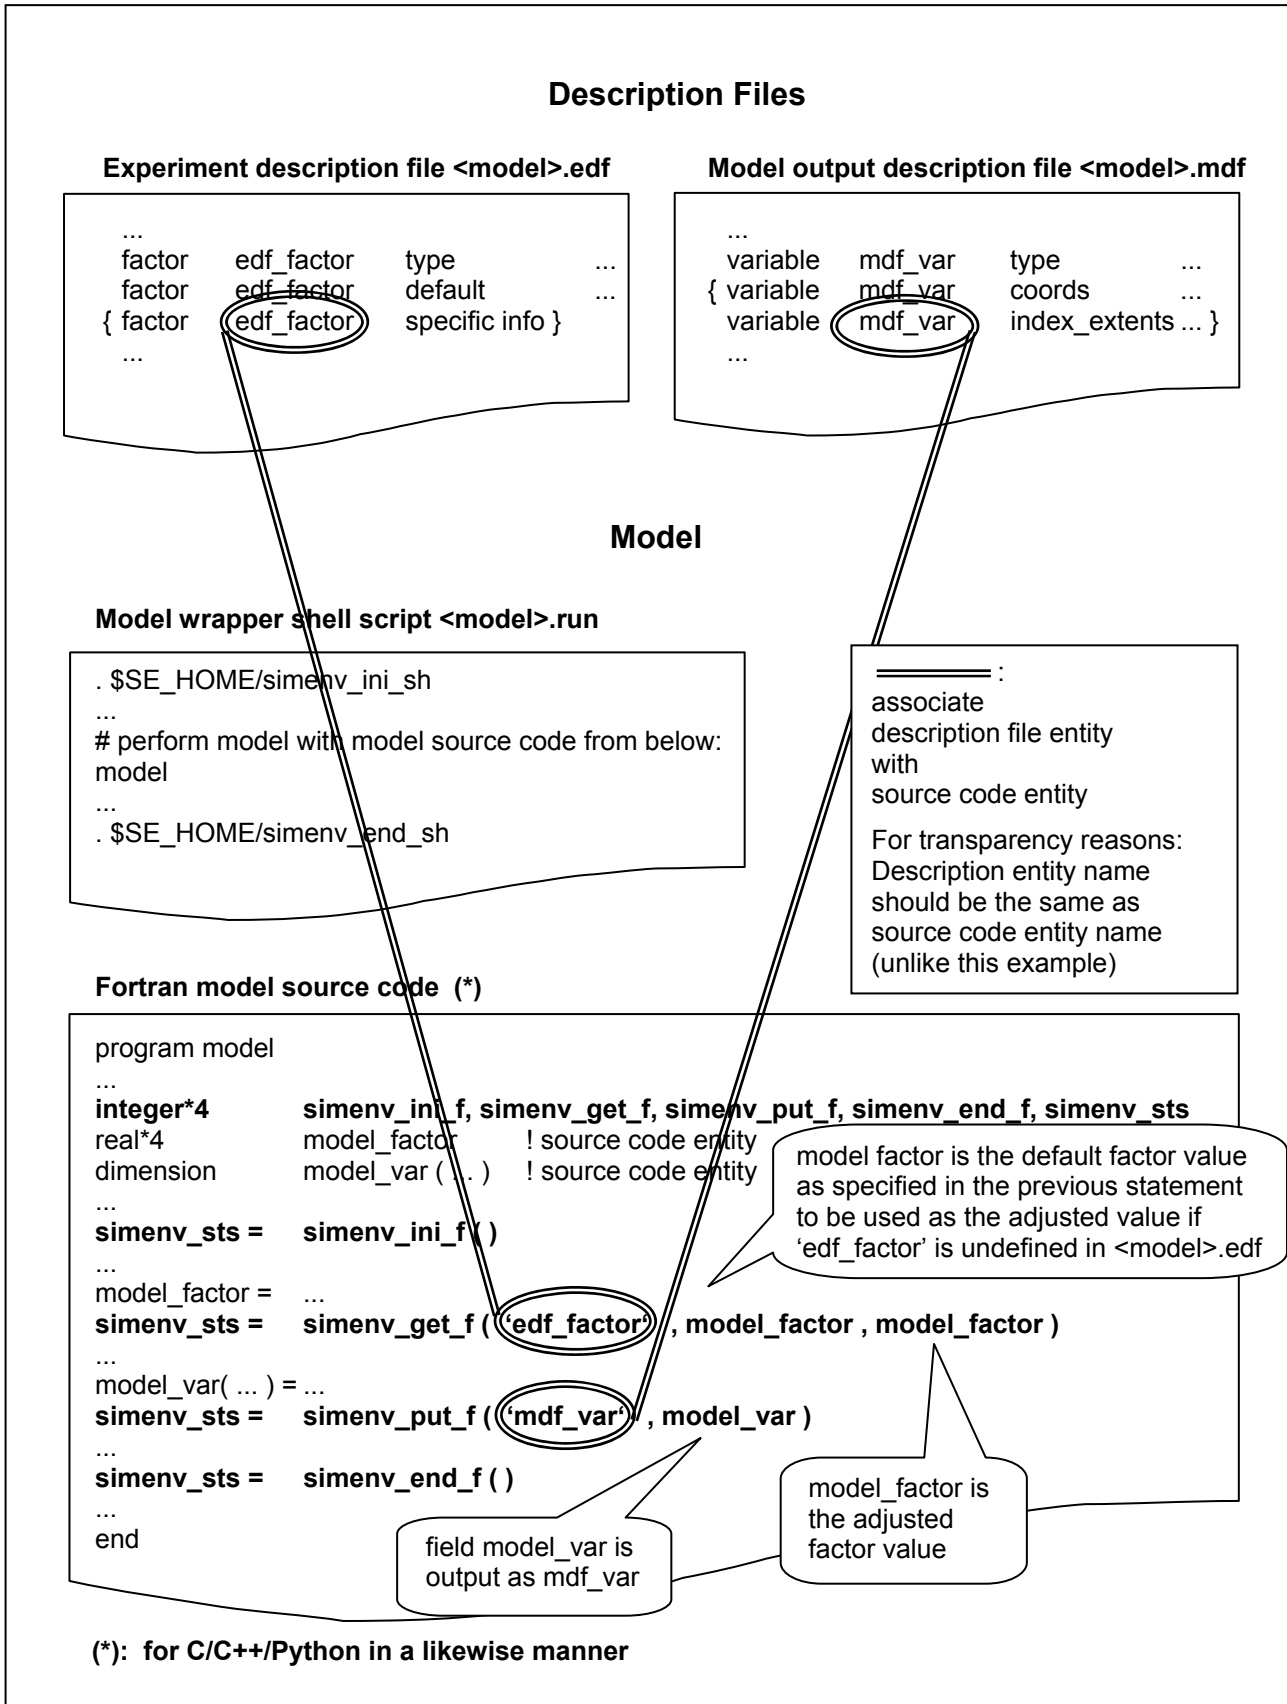 Description Files
Experiment description file <model>.edf
...
factor edf_factor type ...
factor edf_factor default ...
{ factor edf_factor specific info }
...
Model output description file <model>.mdf
...
variable mdf_var type ...
{ variable mdf_var coords ...
variable mdf_var index_extents ... }
...
Model
Model wrapper shell script <model>.run
. $SE_HOME/simenv_ini_sh
...
# perform model with model source code from below:
model
...
. $SE_HOME/simenv_end_sh
:
associate
description file entity
with
source code entity
For transparency reasons:
Description entity name
should be the same as
source code entity name
(unlike this example)
Fortran model source code (*)
program model
...
integer*4 simenv_ini_f, simenv_get_f, simenv_put_f, simenv_end_f, simenv_sts
real*4 model_factor ! source code entity
dimension model_var ( ... ) ! source code entity
...
simenv_sts = simenv_ini_f ( )
...
model_factor = ...
simenv_sts = simenv_get_f ( ‘edf_factor‘ , model_factor , model_factor )
...
model_var( ... ) = ...
simenv_sts = simenv_put_f ( ‘mdf_var‘ , model_var )
...
simenv_sts = simenv_end_f ( )
...
end
model factor is the default factor value
as specified in the previous statement
to be used as the adjusted value if
‘edf_factor’ is undefined in <model>.edf
model_factor is
the adjusted
factor value
field model_var is
output as mdf_var
(*): for C/C++/Python in a likewise manner